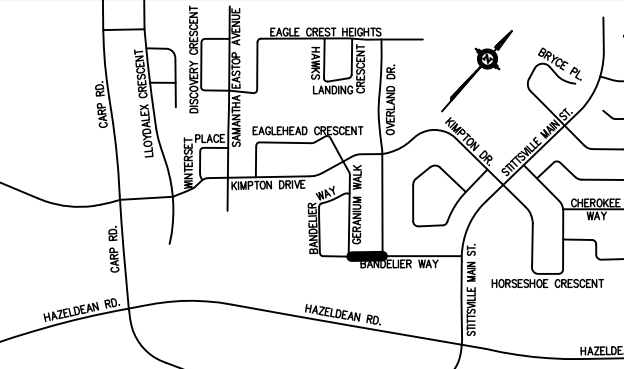 CARP RD.
LLOYDALEX CRESCENT
DISCOVERY CRESCENT
SAMANTHA EASTOP AVENUE
EAGLE CREST HEIGHTS
HAWKS
LANDING
CRESCENT
OVERLAND DR.
N
BRYCE PL.
STITTSVILLE MAIN ST.
KIMPTON DR.
EAGLEHEAD CRESCENT
WINTERSET
PLACE
KIMPTON DRIVE
BANDELIER
WAY
GERANIUM WALK
BANDELIER WAY
CHEROKEE
WAY
HORSESHOE CRESCENT
STITTSVILLE MAIN ST.
CARP RD.
HAZELDEAN RD.
HAZELDEAN RD.
HAZELDE